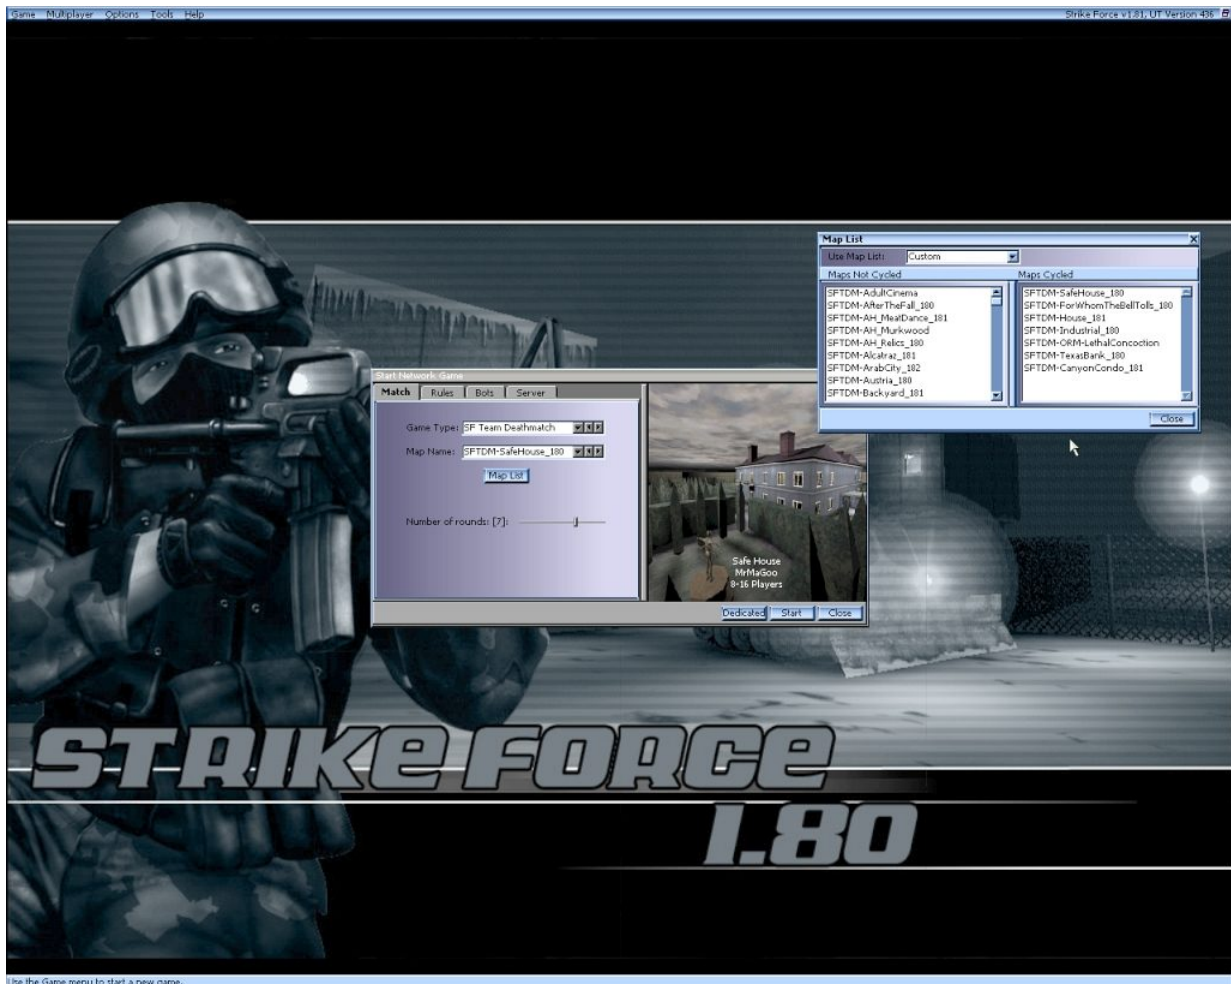 Game Multiplayer Options Tools Help
Strike Force v1.81, UT Version 436
Map List
Use Map List: Custom
Maps Not Cycled
Maps Cycled
SFTDM-AdultCinema
SFTDM-AfterTheFall_180
SFTDM-AH_MeatDance_181
SFTDM-AH_Murkwood
SFTDM-AH_Relics_180
SFTDM-Alcatraz_181
SFTDM-ArabCity_182
SFTDM-Austria_180
SFTDM-Backyard_181
SFTDM-SafeHouse_180
SFTDM-ForWhomTheBellTolls_180
SFTDM-House_181
SFTDM-Industrial_180
SFTDM-ORM-LethalConcoction
SFTDM-TexasBank_180
SFTDM-CanyonCondo_181
Close
Start Network Game
Match Rules Bots Server
Game Type: SF Team Deathmatch
Map Name: SFTDM-SafeHouse_180
Map List
Number of rounds: [7]:
Safe House
MrMaGoo
8-16 Players
Dedicated Start Close
STRIKE FORCE
1.80
Use the Game menu to start a new game.